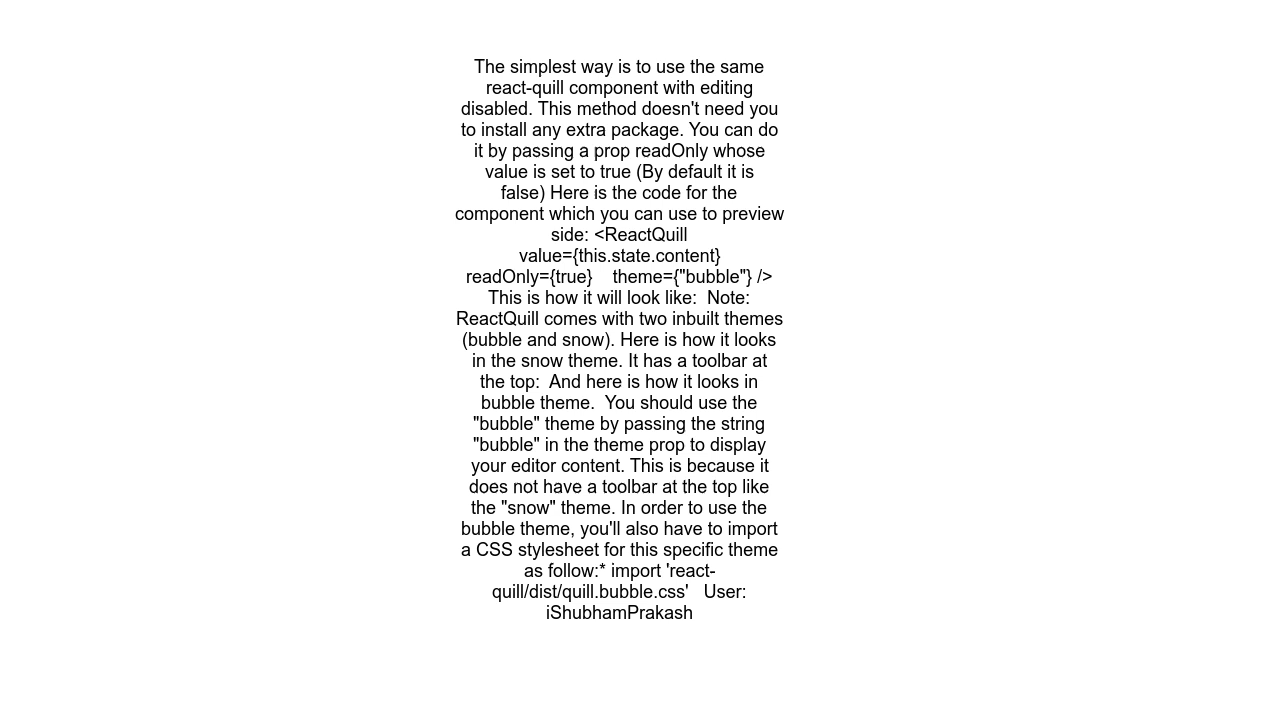 The simplest way is to use the same
react-quill component with editing
disabled. This method doesn't need you
to install any extra package. You can do
it by passing a prop readOnly whose
value is set to true (By default it is
false) Here is the code for the
component which you can use to preview
side: <ReactQuill
value={this.state.content}
readOnly={true}    theme={"bubble"} />
This is how it will look like:  Note:
ReactQuill comes with two inbuilt themes
(bubble and snow). Here is how it looks
in the snow theme. It has a toolbar at
the top:  And here is how it looks in
bubble theme.  You should use the
"bubble" theme by passing the string
"bubble" in the theme prop to display
your editor content. This is because it
does not have a toolbar at the top like
the "snow" theme. In order to use the
bubble theme, you'll also have to import
a CSS stylesheet for this specific theme
as follow:* import 'react-
quill/dist/quill.bubble.css'   User:
iShubhamPrakash